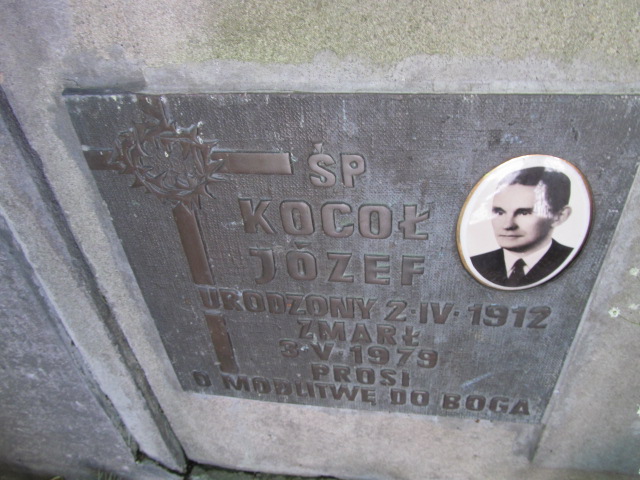 ŚP
KOCOŁ
JÓZEF
URODZONY 2·IV·1912
ZMARŁ
3·V·1979
PROSI
O MODLITWĘ DO BOGA